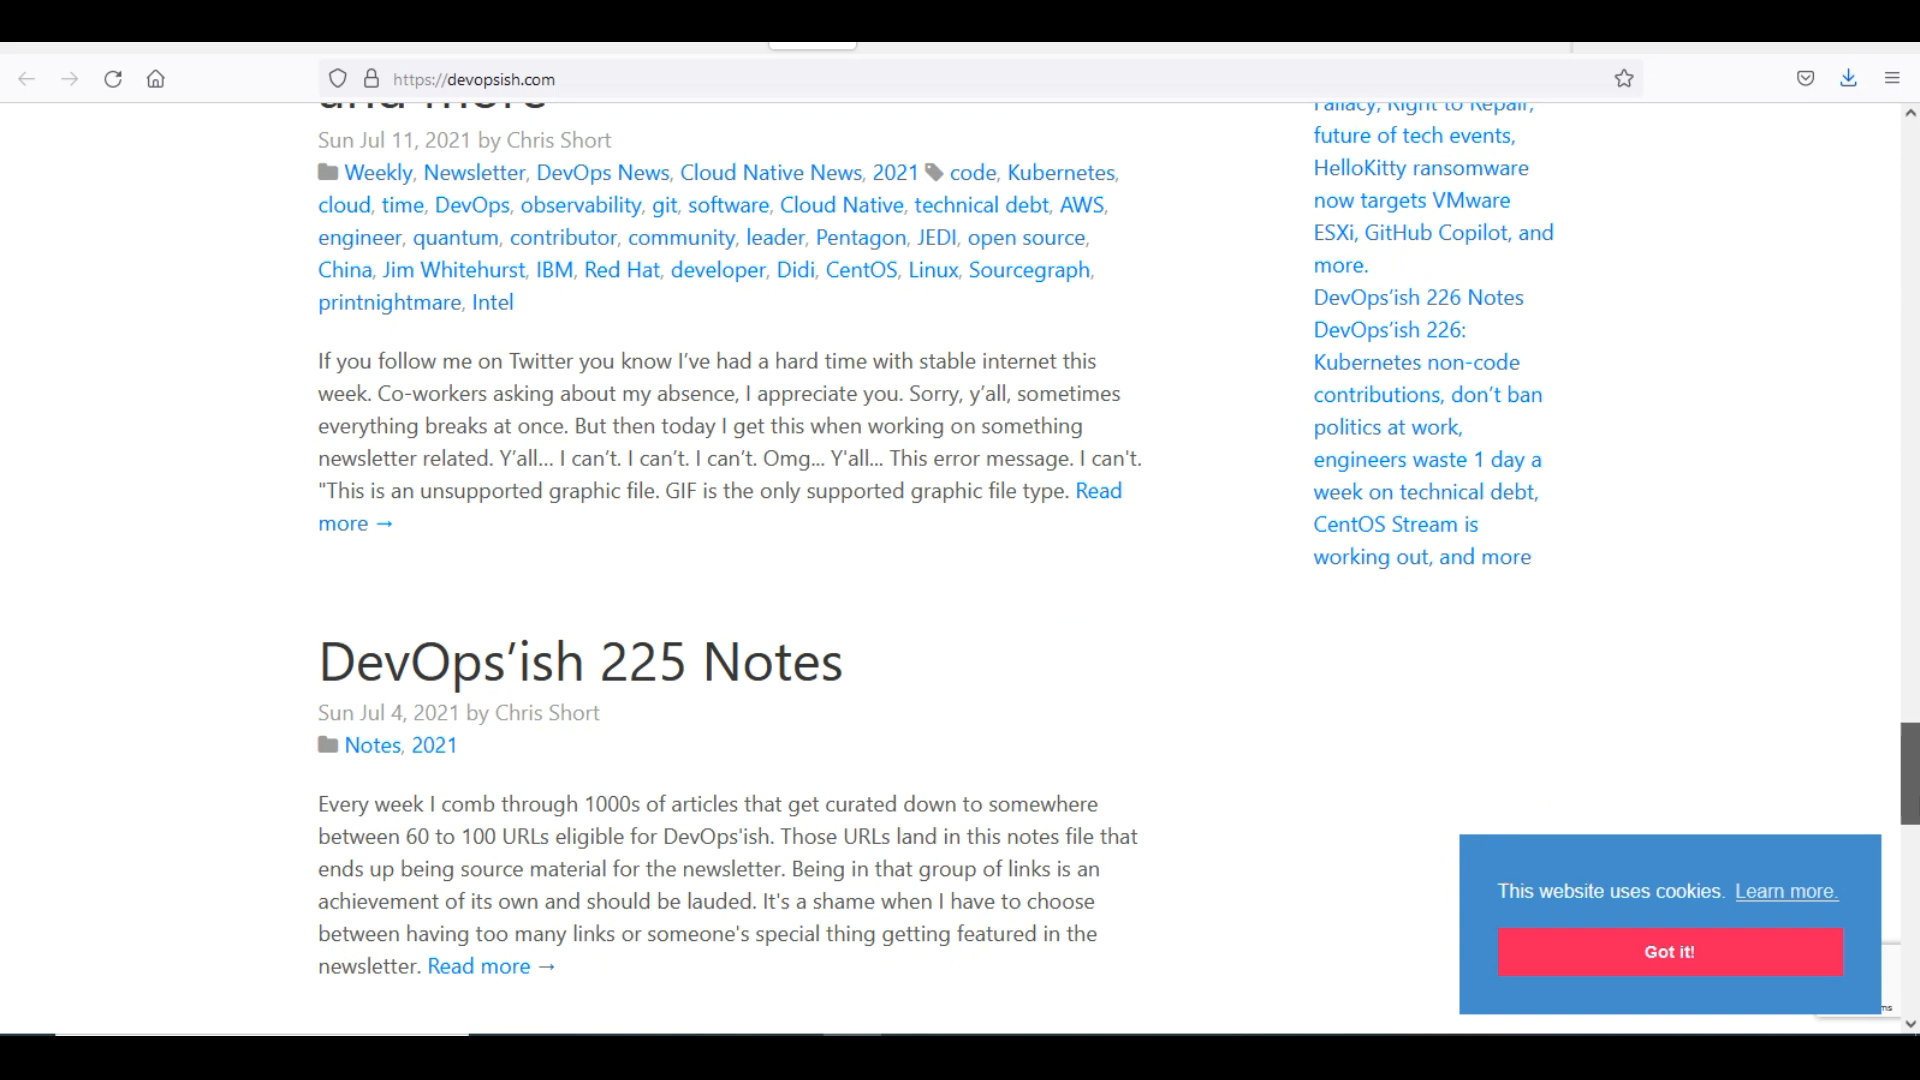 https://devopsish.com
and more
Sun Jul 11, 2021 by Chris Short
Weekly, Newsletter, DevOps News, Cloud Native News, 2021 code, Kubernetes,
cloud, time, DevOps, observability, git, software, Cloud Native, technical debt, AWS,
engineer, quantum, contributor, community, leader, Pentagon, JEDI, open source,
China, Jim Whitehurst, IBM, Red Hat, developer, Didi, CentOS, Linux, Sourcegraph,
printnightmare, Intel
If you follow me on Twitter you know I’ve had a hard time with stable internet this
week. Co-workers asking about my absence, I appreciate you. Sorry, y’all, sometimes
everything breaks at once. But then today I get this when working on something
newsletter related. Y’all… I can’t. I can’t. I can’t. Omg... Y'all... This error message. I can't.
"This is an unsupported graphic file. GIF is the only supported graphic file type. Read
more →
DevOps’ish 225 Notes
Sun Jul 4, 2021 by Chris Short
Notes, 2021
Every week I comb through 1000s of articles that get curated down to somewhere
between 60 to 100 URLs eligible for DevOps'ish. Those URLs land in this notes file that
ends up being source material for the newsletter. Being in that group of links is an
achievement of its own and should be lauded. It's a shame when I have to choose
between having too many links or someone's special thing getting featured in the
newsletter. Read more →
Fallacy, Right to Repair,
future of tech events,
HelloKitty ransomware
now targets VMware
ESXi, GitHub Copilot, and
more.
DevOps’ish 226 Notes
DevOps’ish 226:
Kubernetes non-code
contributions, don’t ban
politics at work,
engineers waste 1 day a
week on technical debt,
CentOS Stream is
working out, and more
This website uses cookies. Learn more.
Got it!